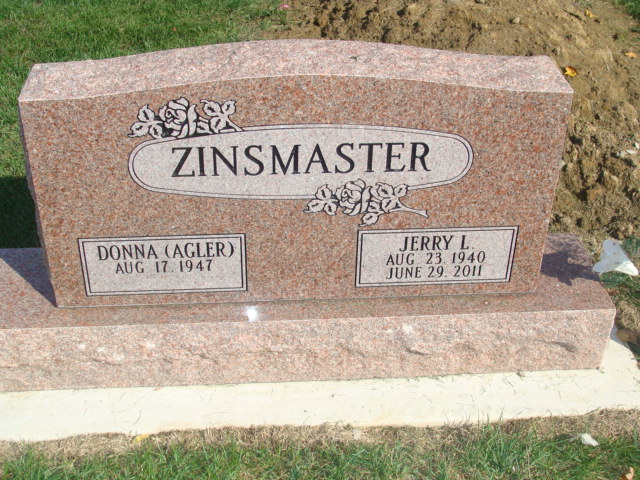 ZINSMASTER
DONNA (AGLER)
AUG 17. 1947
JERRY L.
AUG 23. 1940
JUNE 29. 2011